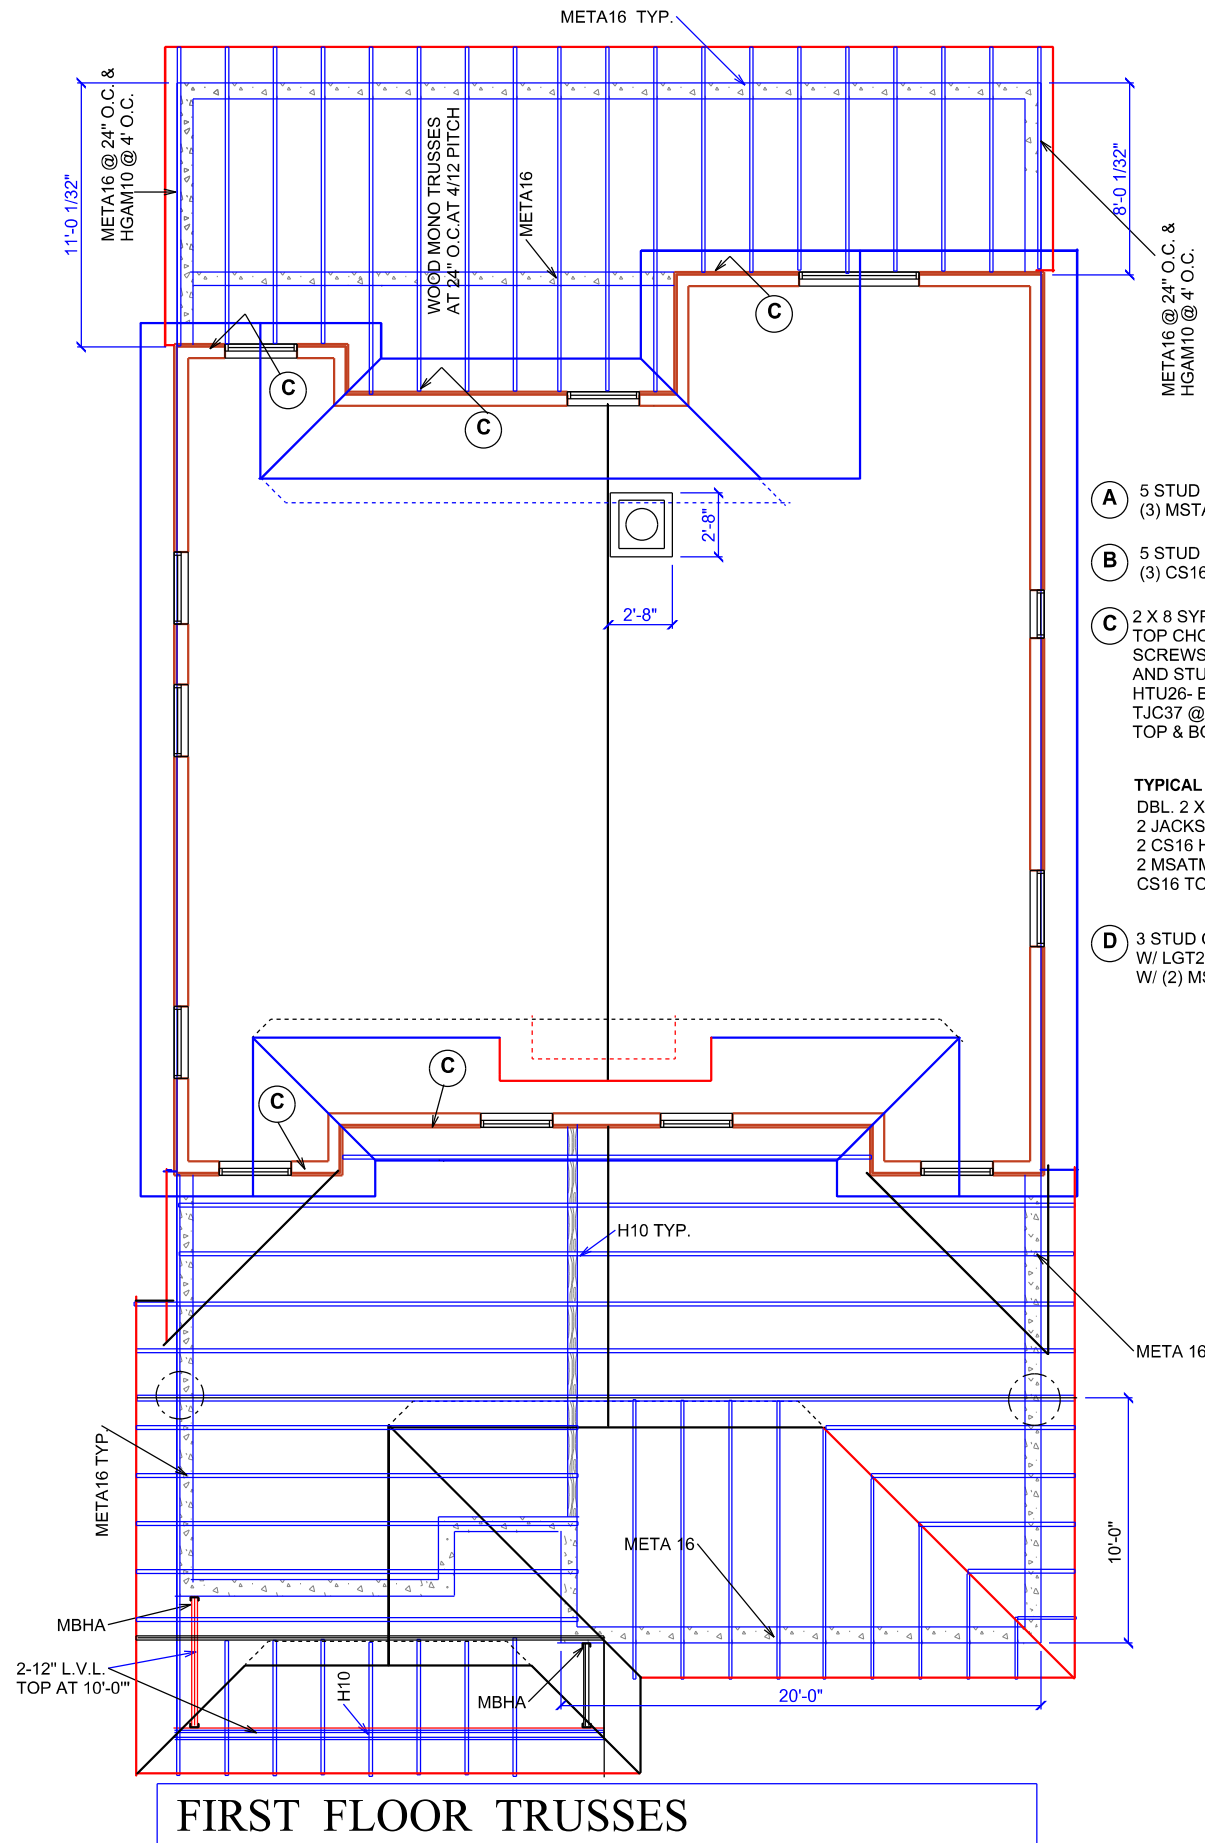 META16 TYP.
META16 @ 24" O.C. &
HGAM10 @ 4' O.C.
11'-0 1/32"
WOOD MONO TRUSSES
AT 24" O.C.AT 4/12 PITCH
META16
8'-0 1/32"
META16 @ 24" O.C. &
HGAM10 @ 4' O.C.
C
C
C
2'-8"
2'-8"
A
5 STUD
(3) MSTA
B
5 STUD
(3) CS16
C
2 X 8 SYP
TOP CHO
SCREWS
AND STU
HTU26- E
TJC37 @
TOP & BO
TYPICAL
DBL. 2 X
2 JACKS
2 CS16 H
2 MSATM
CS16 TO
D
3 STUD C
W/ LGT2
W/ (2) MS
C
C
H10 TYP.
META 16
META16 TYP.
META 16
10'-0"
MBHA
2-12" L.V.L.
TOP AT 10'-0'"
H10
MBHA
20'-0"
FIRST FLOOR TRUSSES